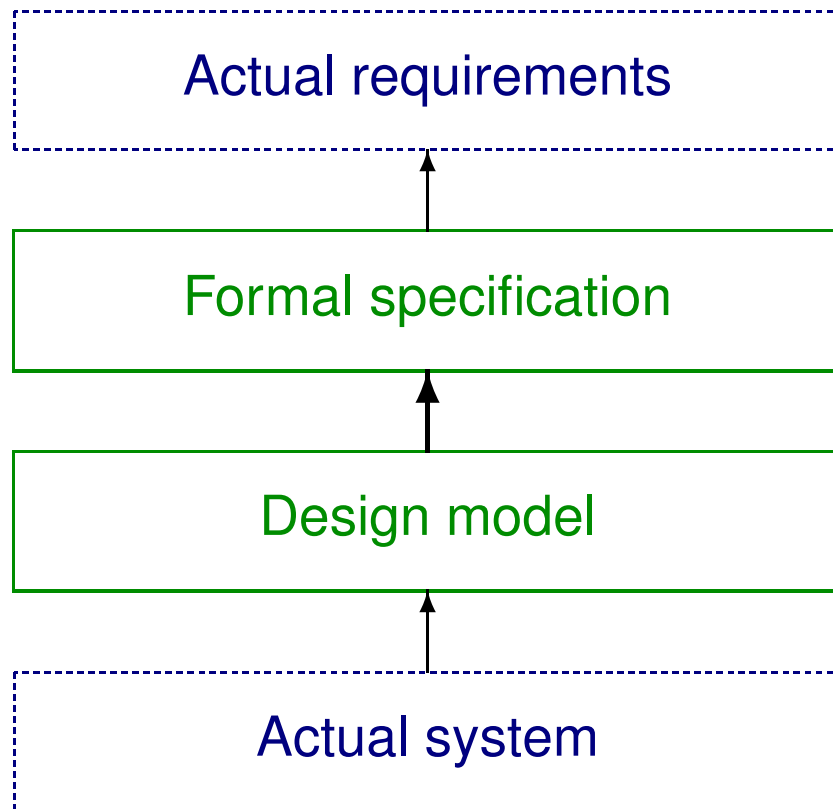 Actual requirements
Formal specification
Design model
Actual system